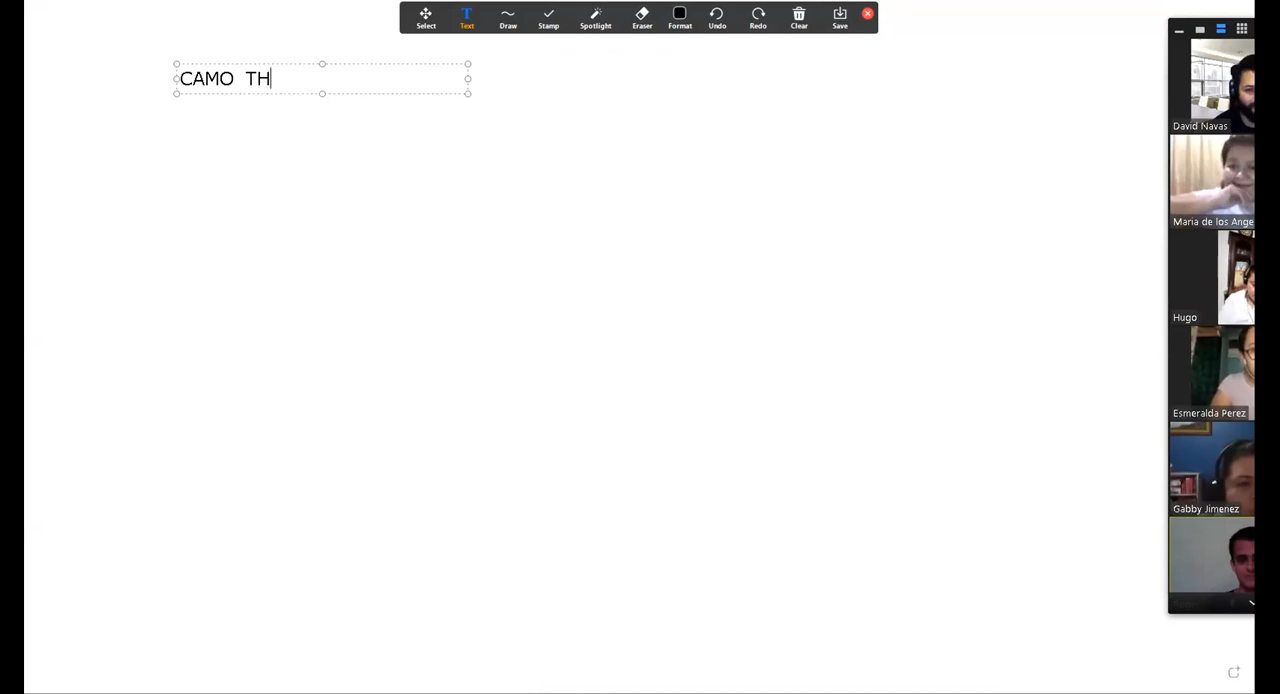 Select Text Draw Stamp Spotlight Eraser Format Undo Redo Clear Save
CAMO TH
David Navas
Maria de los Ange
Hugo
Esmeralda Perez
Gabby Jimenez